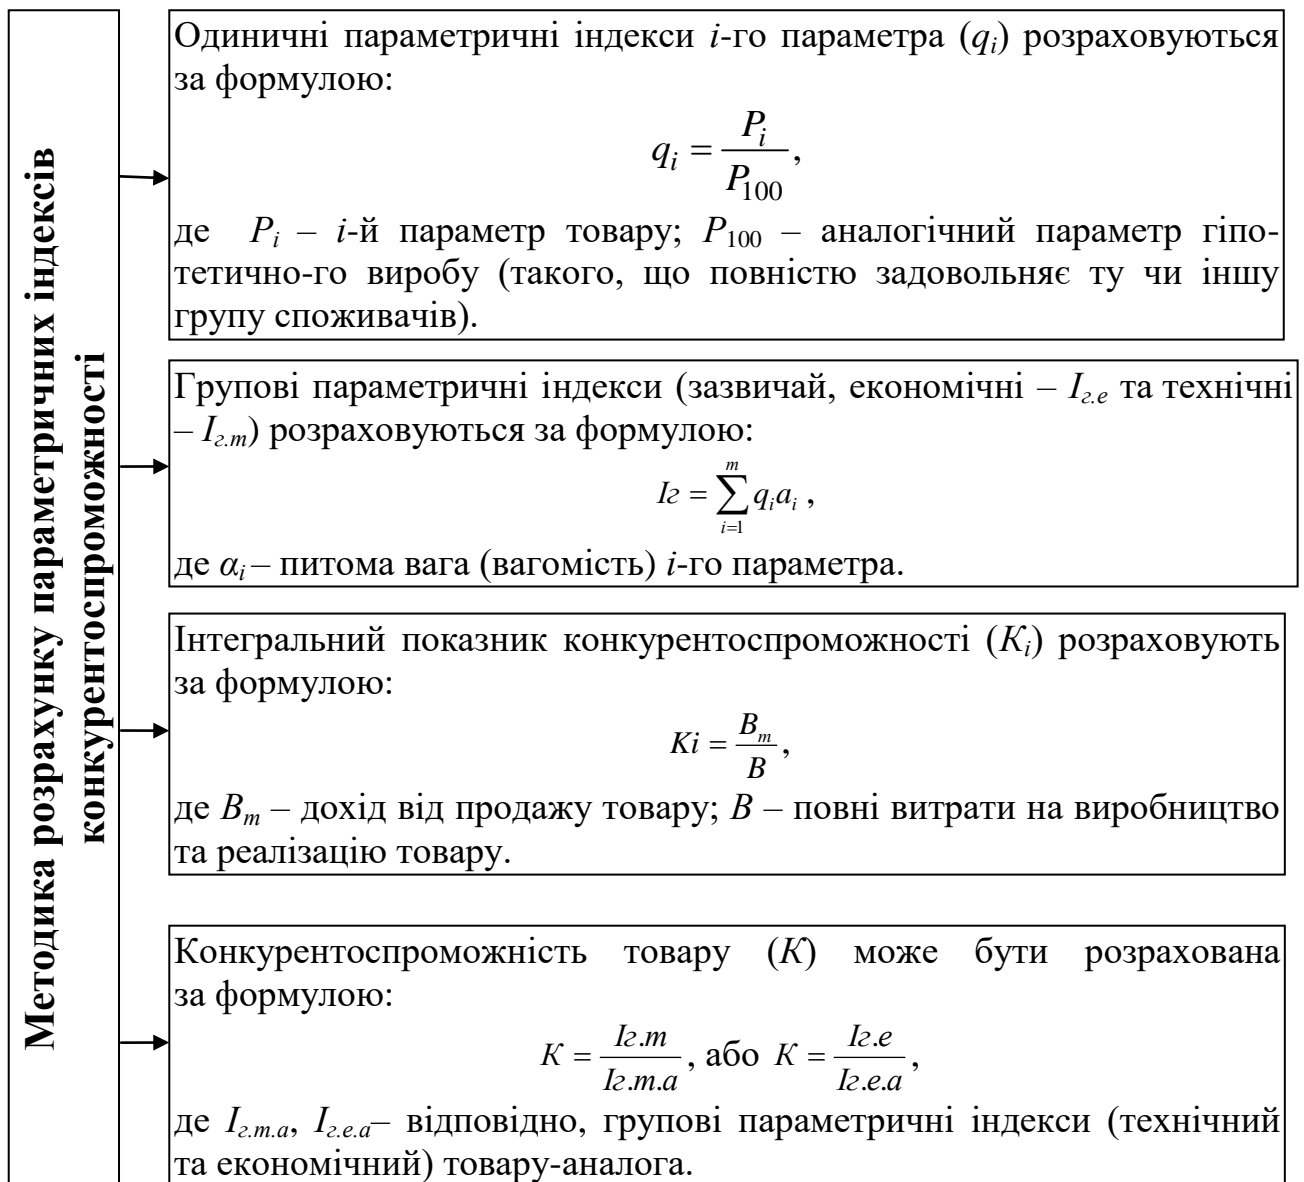 Методика розрахунку параметричних індексів
конкурентоспроможності
Одиничні параметричні індекси i-го параметра (qi) розраховуються
за формулою:
qi = Pi / P100,
де Pi – i-й параметр товару; P100 – аналогічний параметр гіпо-
тетично-го виробу (такого, що повністю задовольняє ту чи іншу
групу споживачів).
Групові параметричні індекси (зазвичай, економічні – Iг.е та технічні
– Iг.т) розраховуються за формулою:
Iг = ∑ m i=1 qi ai ,
де αi – питома вага (вагомість) i-го параметра.
Інтегральний показник конкурентоспроможності (Кi) розраховують
за формулою:
Ki = Bт / B,
де Вт – дохід від продажу товару; В – повні витрати на виробництво
та реалізацію товару.
Конкурентоспроможність товару (К) може бути розрахована
за формулою:
К = Iг.т / Iг.т.а, або К = Iг.е / Iг.е.а,
де Iг.т.а, Iг.е.а– відповідно, групові параметричні індекси (технічний
та економічний) товару-аналога.